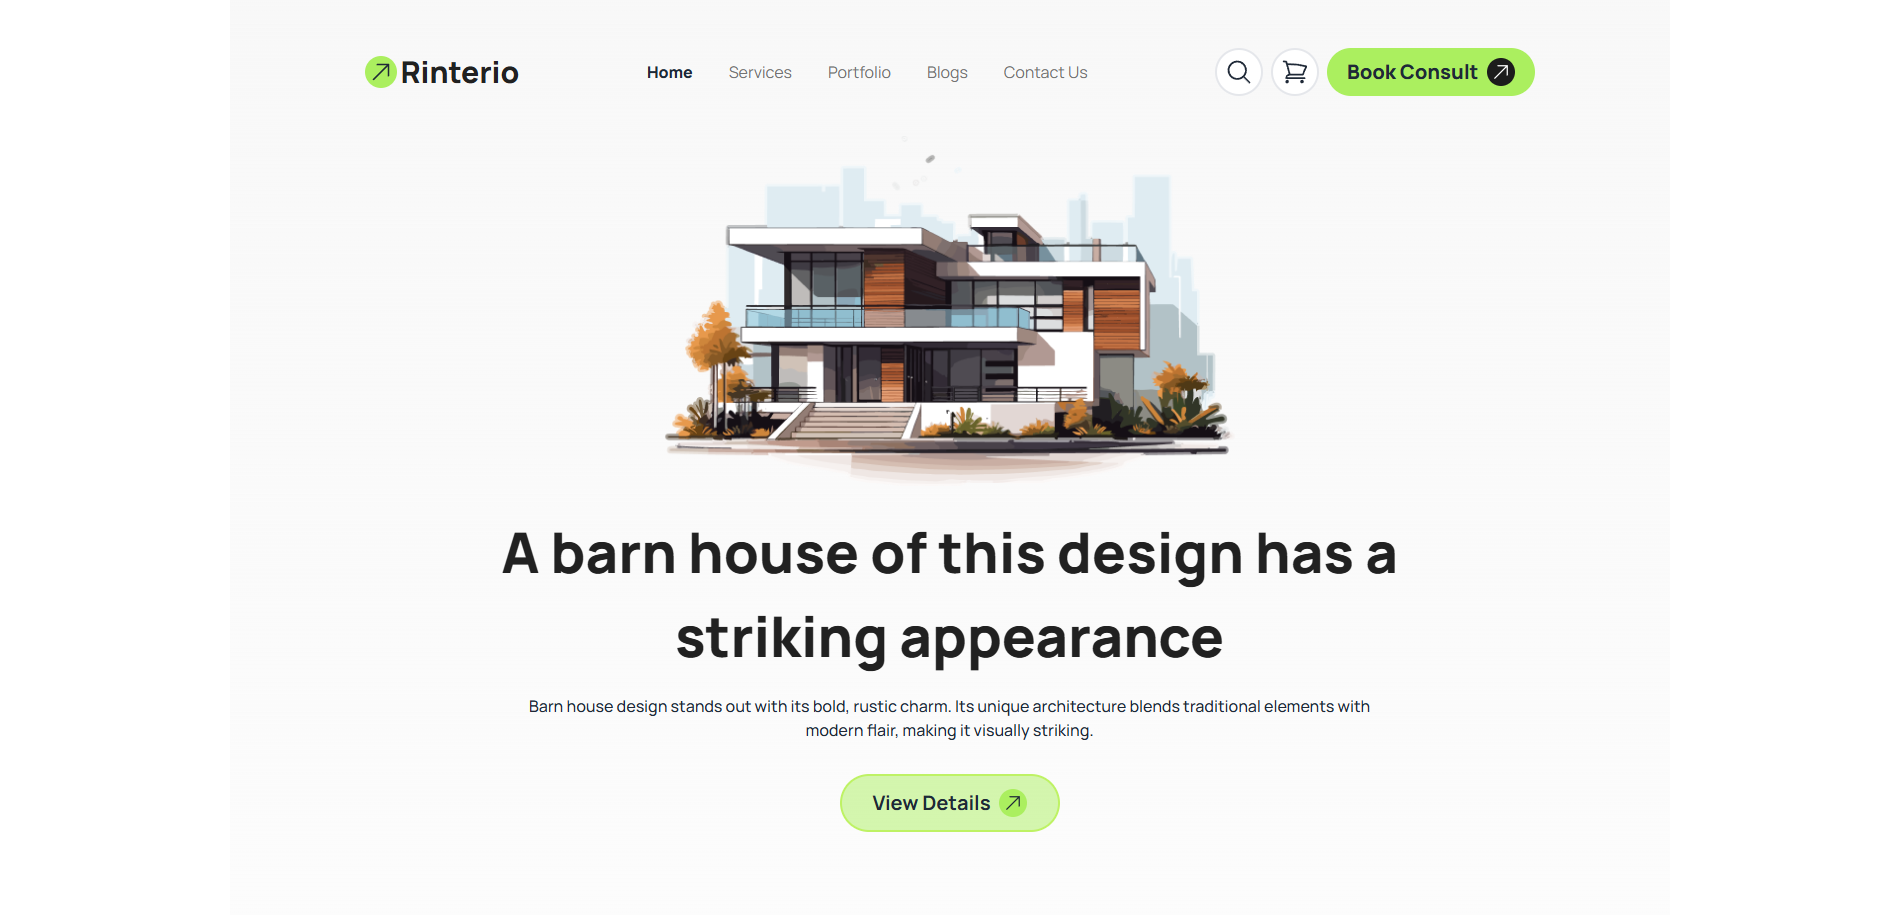 Rinterio
Home Services Portfolio Blogs Contact Us
Book Consult
A barn house of this design has a
striking appearance
Barn house design stands out with its bold, rustic charm. Its unique architecture blends traditional elements with
modern flair, making it visually striking.
View Details